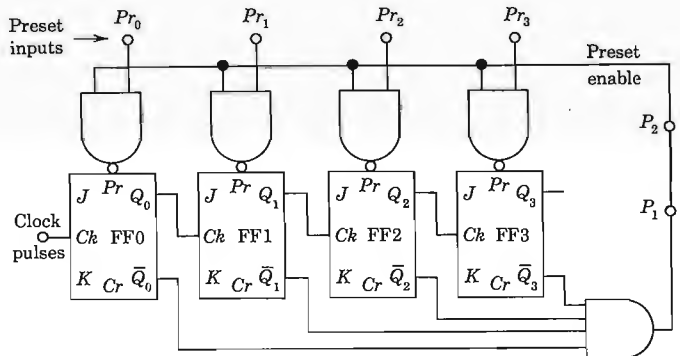 Preset inputs
Pr₀
Pr₁
Pr₂
Pr₃
Preset enable
P₂
P₁
Clock pulses
J Pr Q₀
Ck FF0
K Cr Q̅₀
J Pr Q₁
Ck FF1
K Cr Q̅₁
J Pr Q₂
Ck FF2
K Cr Q̅₂
J Pr Q₃
Ck FF3
K Cr Q̅₃